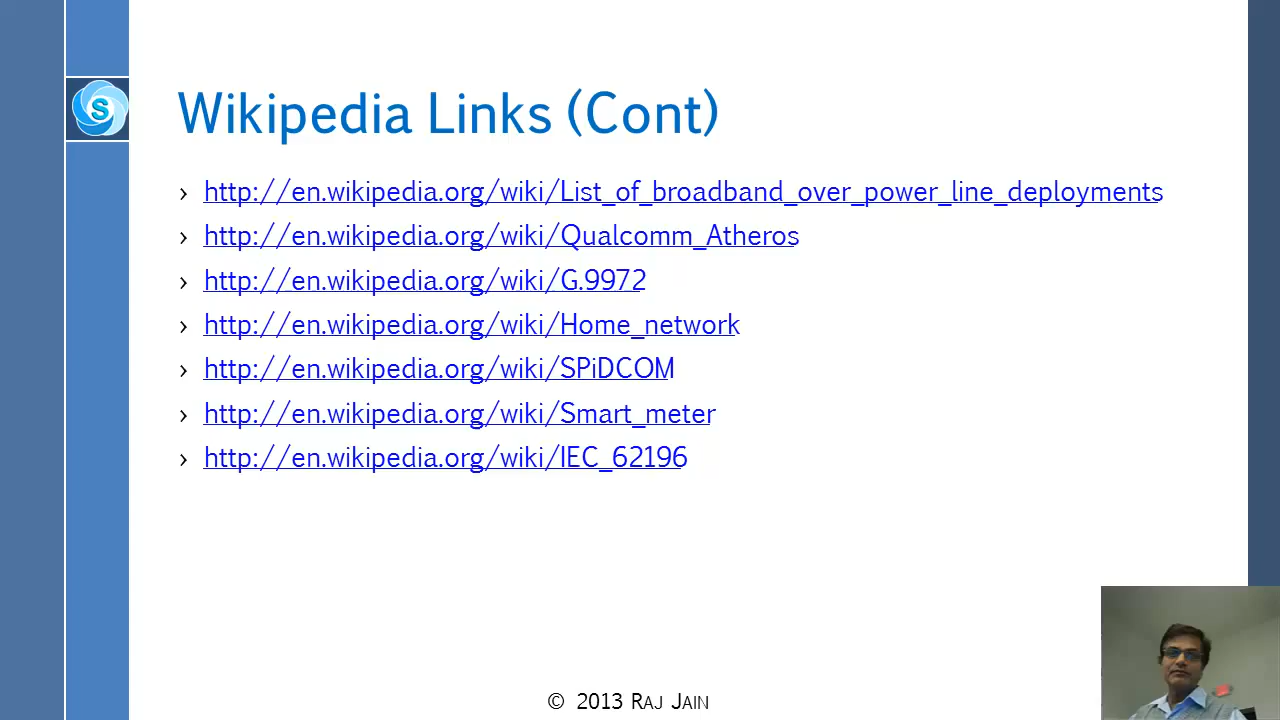 S
Wikipedia Links (Cont)
› http://en.wikipedia.org/wiki/List_of_broadband_over_power_line_deployments
› http://en.wikipedia.org/wiki/Qualcomm_Atheros
› http://en.wikipedia.org/wiki/G.9972
› http://en.wikipedia.org/wiki/Home_network
› http://en.wikipedia.org/wiki/SPiDCOM
› http://en.wikipedia.org/wiki/Smart_meter
› http://en.wikipedia.org/wiki/IEC_62196
© 2013 RAJ JAIN